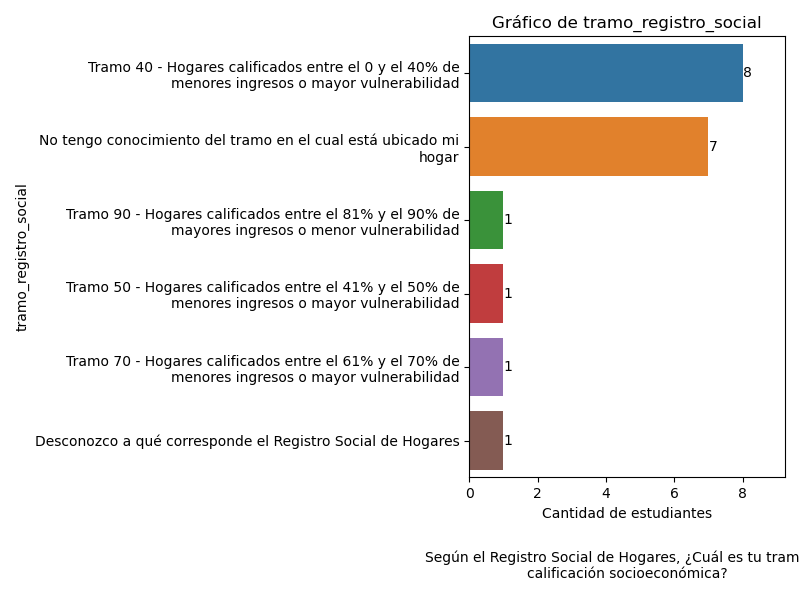 Gráfico de tramo_registro_social
Tramo 40 - Hogares calificados entre el 0 y el 40% de
menores ingresos o mayor vulnerabilidad
8
No tengo conocimiento del tramo en el cual está ubicado mi
hogar
7
Tramo 90 - Hogares calificados entre el 81% y el 90% de
mayores ingresos o menor vulnerabilidad
1
Tramo 50 - Hogares calificados entre el 41% y el 50% de
menores ingresos o mayor vulnerabilidad
1
Tramo 70 - Hogares calificados entre el 61% y el 70% de
menores ingresos o mayor vulnerabilidad
1
Desconozco a qué corresponde el Registro Social de Hogares
1
tramo_registro_social
0 2 4 6 8
Cantidad de estudiantes
Según el Registro Social de Hogares, ¿Cuál es tu tram
calificación socioeconómica?